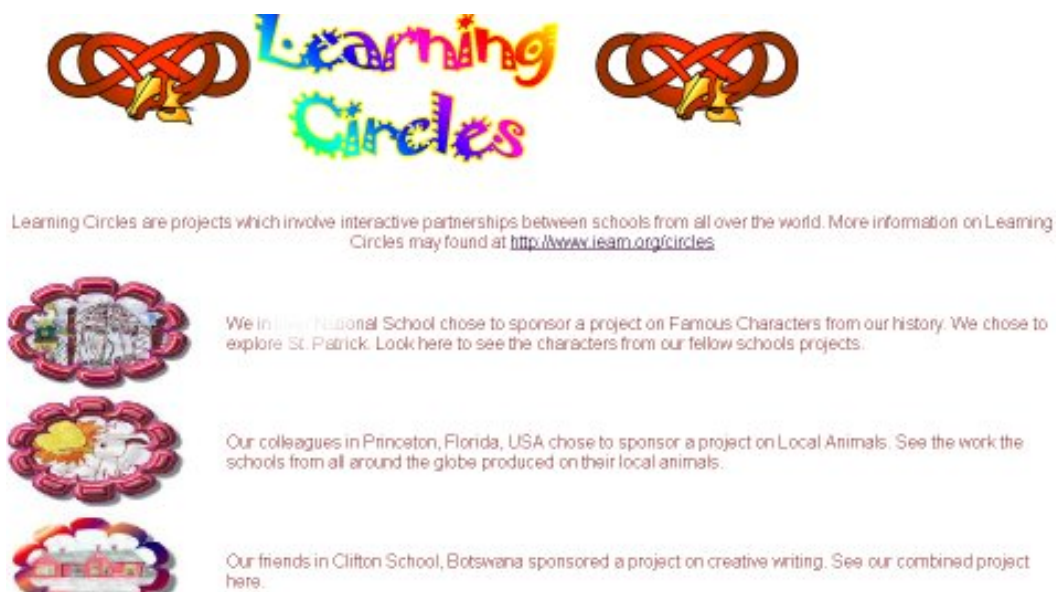 Learning
Circles
Learning Circles are projects which involve interactive partnerships between schools from all over the world. More information on Learning
Circles may found at http://www.iearn.org/circles
We in National School chose to sponsor a project on Famous Characters from our history. We chose to
explore St. Patrick. Look here to see the characters from our fellow schools projects.
Our colleagues in Princeton, Florida, USA chose to sponsor a project on Local Animals. See the work the
schools from all around the globe produced on their local animals.
Our friends in Clifton School, Botswana sponsored a project on creative writing. See our combined project
here.